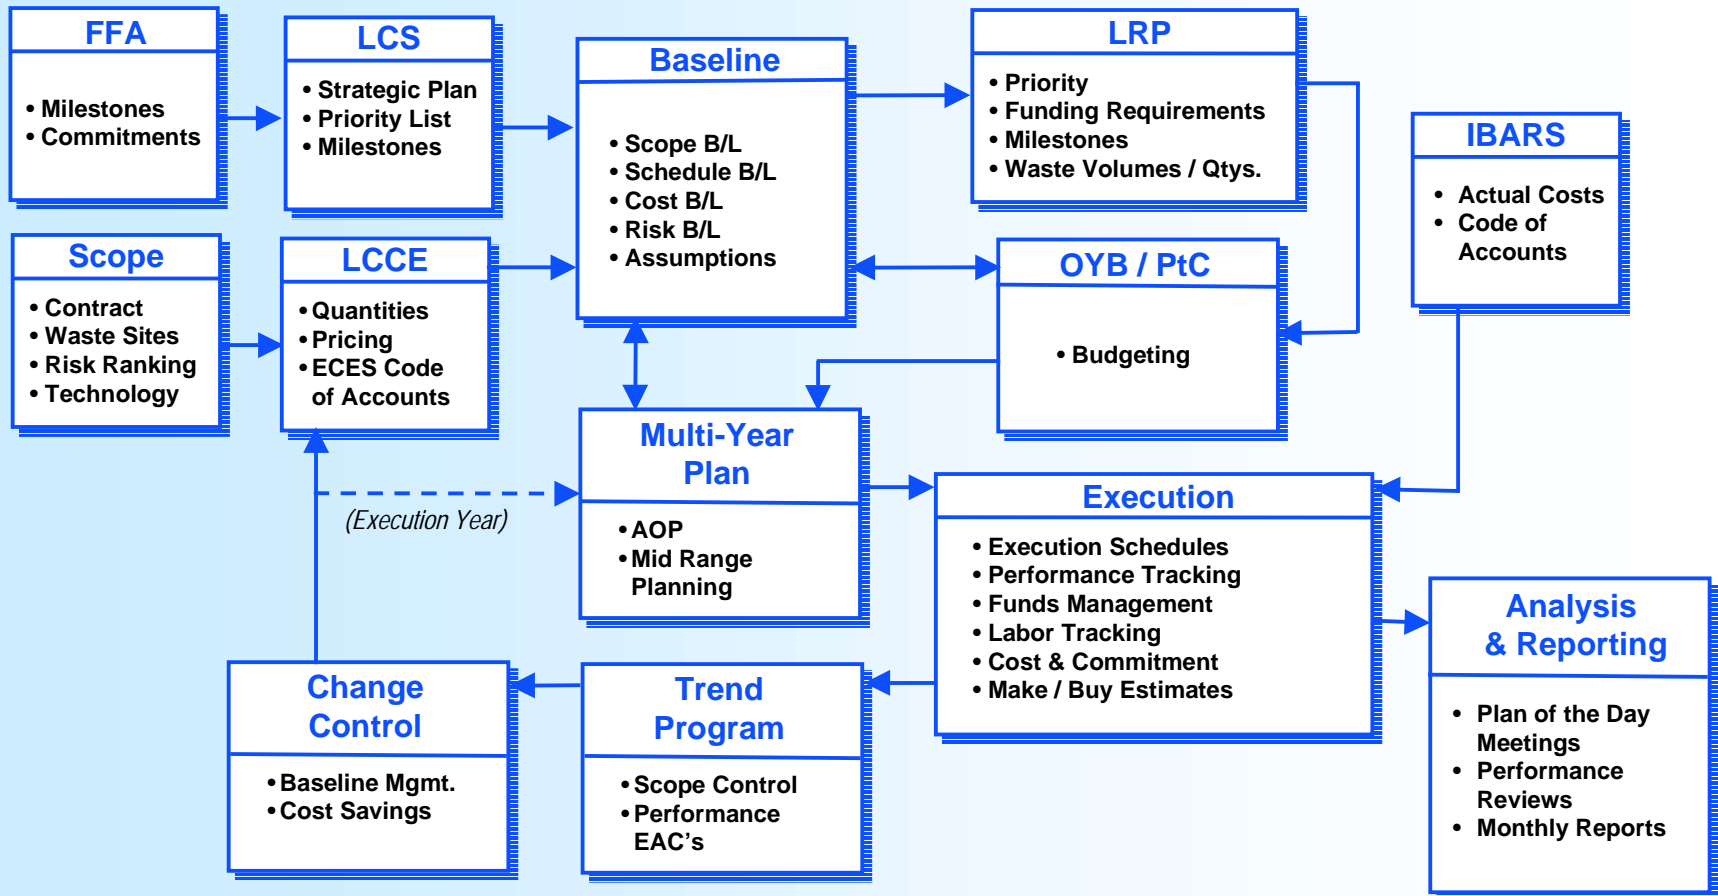 FFA
• Milestones
• Commitments
LCS
• Strategic Plan
• Priority List
• Milestones
Baseline
• Scope B/L
• Schedule B/L
• Cost B/L
• Risk B/L
• Assumptions
LRP
• Priority
• Funding Requirements
• Milestones
• Waste Volumes / Qtys.
IBARS
• Actual Costs
• Code of
Accounts
Scope
• Contract
• Waste Sites
• Risk Ranking
• Technology
LCCE
• Quantities
• Pricing
• ECES Code
of Accounts
OYB / PtC
• Budgeting
(Execution Year)
Multi-Year
Plan
• AOP
• Mid Range
Planning
Execution
• Execution Schedules
• Performance Tracking
• Funds Management
• Labor Tracking
• Cost & Commitment
• Make / Buy Estimates
Analysis
& Reporting
• Plan of the Day
Meetings
• Performance
Reviews
• Monthly Reports
Change
Control
• Baseline Mgmt.
• Cost Savings
Trend
Program
• Scope Control
• Performance
EAC's